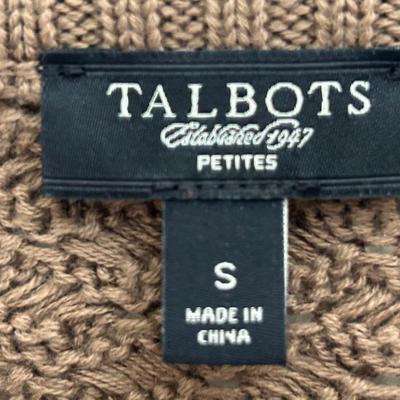 TALBOTS
Established 1947
PETITES
S
MADE IN
CHINA